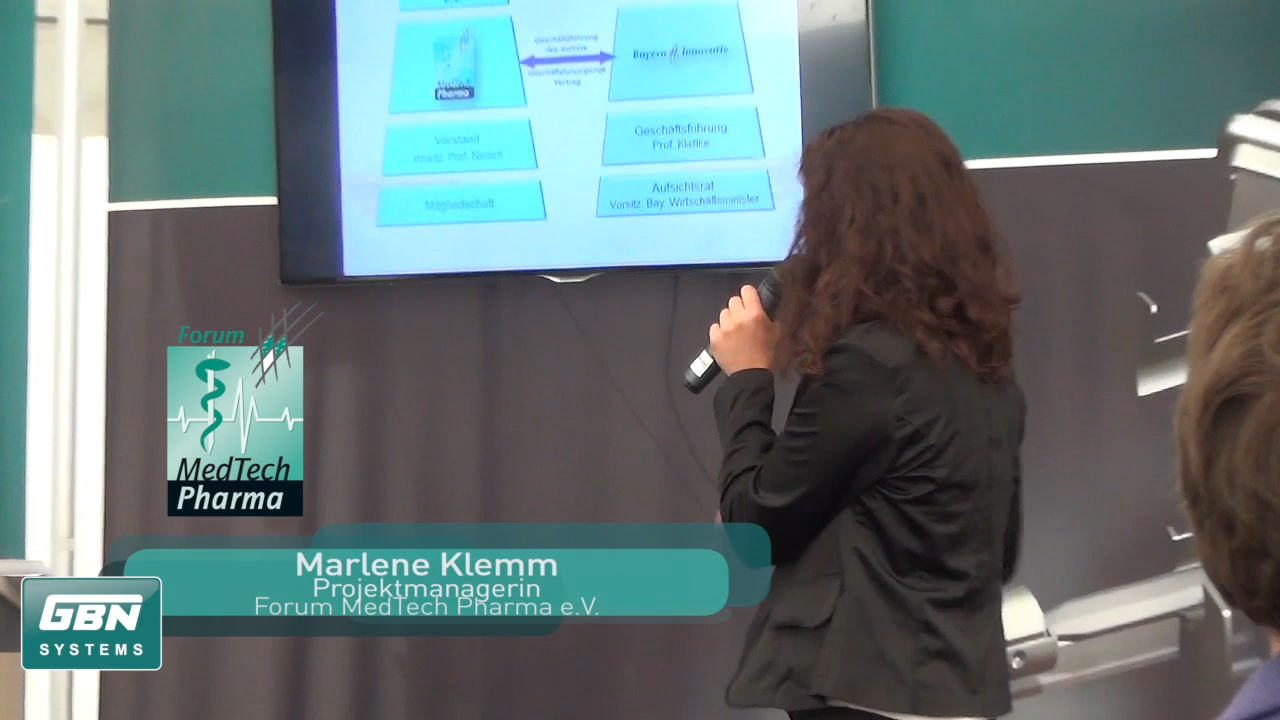 Geschäftsführung
des Vereins
Geschäftsbesorgungs
Vertrag
MedTech
Pharma
Bayern Innovativ
Vorstand
Vorsitz Prof. Nerlich
Mitgliedschaft
Geschäftsführung
Prof. Klaffke
Aufsichtsrat
Vorsitz Bay. Wirtschaftsminister
Forum
MedTech
Pharma
Marlene Klemm
Projektmanagerin
Forum MedTech Pharma e.V.
GBN
SYSTEMS